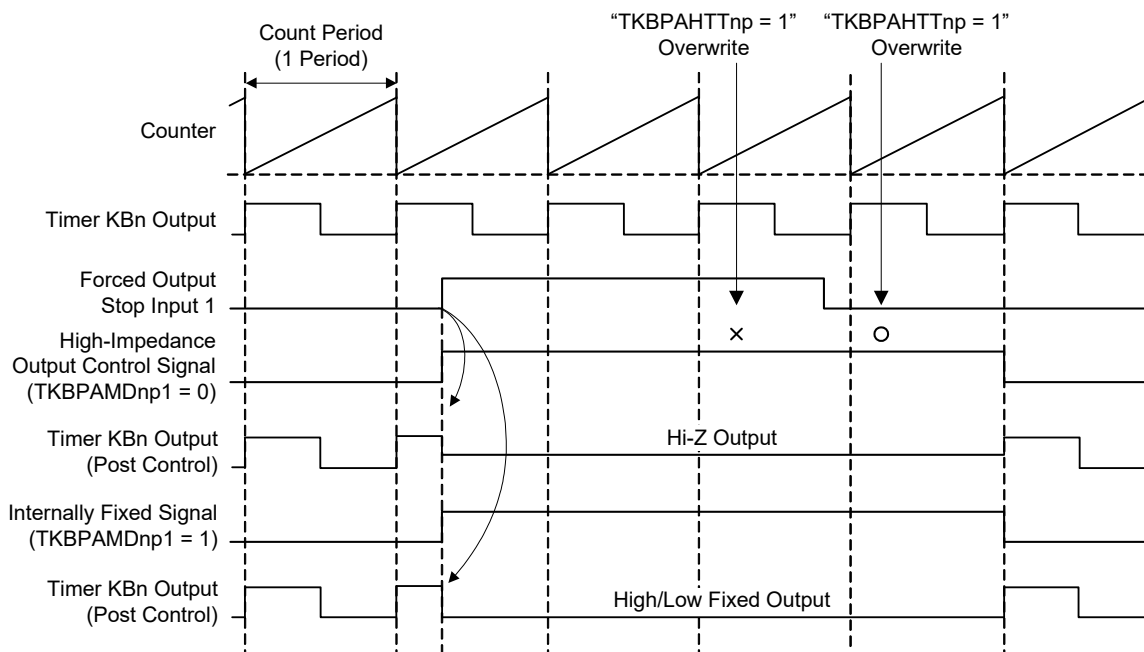 Count Period
(1 Period)
“TKBPAHTTnp = 1”
Overwrite
“TKBPAHTTnp = 1”
Overwrite
Counter
Timer KBn Output
Forced Output
Stop Input 1
High-Impedance
Output Control Signal
(TKBPAMDnp1 = 0)
Timer KBn Output
(Post Control)
Hi-Z Output
Internally Fixed Signal
(TKBPAMDnp1 = 1)
Timer KBn Output
(Post Control)
High/Low Fixed Output